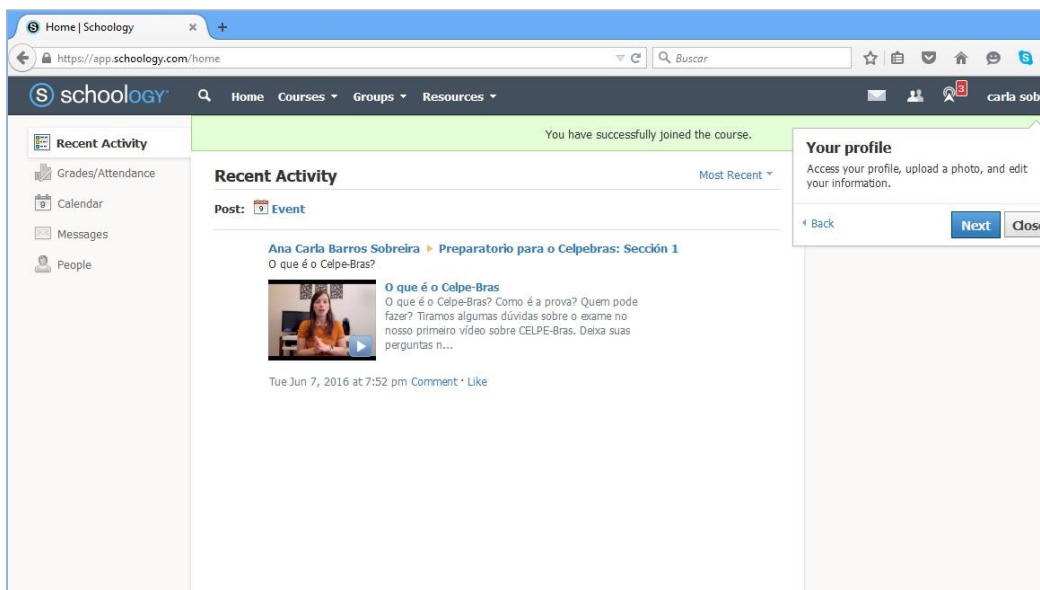 Home | Schoology
https://app.schoology.com/home
Buscar
S schoology
Home Courses Groups Resources
3
carla sob
Recent Activity
Grades/Attendance
9 Calendar
Messages
People
You have successfully joined the course.
Recent Activity
Most Recent
Post: 9 Event
Ana Carla Barros Sobreira Preparatorio para o Celpebras: Sección 1
O que é o Celpe-Bras?
O que é o Celpe-Bras
O que é o Celpe-Bras? Como é a prova? Quem pode
fazer? Tiramos algumas dúvidas sobre o exame no
nosso primeiro vídeo sobre CELPE-Bras. Deixa suas
perguntas n...
Tue Jun 7, 2016 at 7:52 pm Comment · Like
Your profile
Access your profile, upload a photo, and edit
your information.
Back
Next
Close